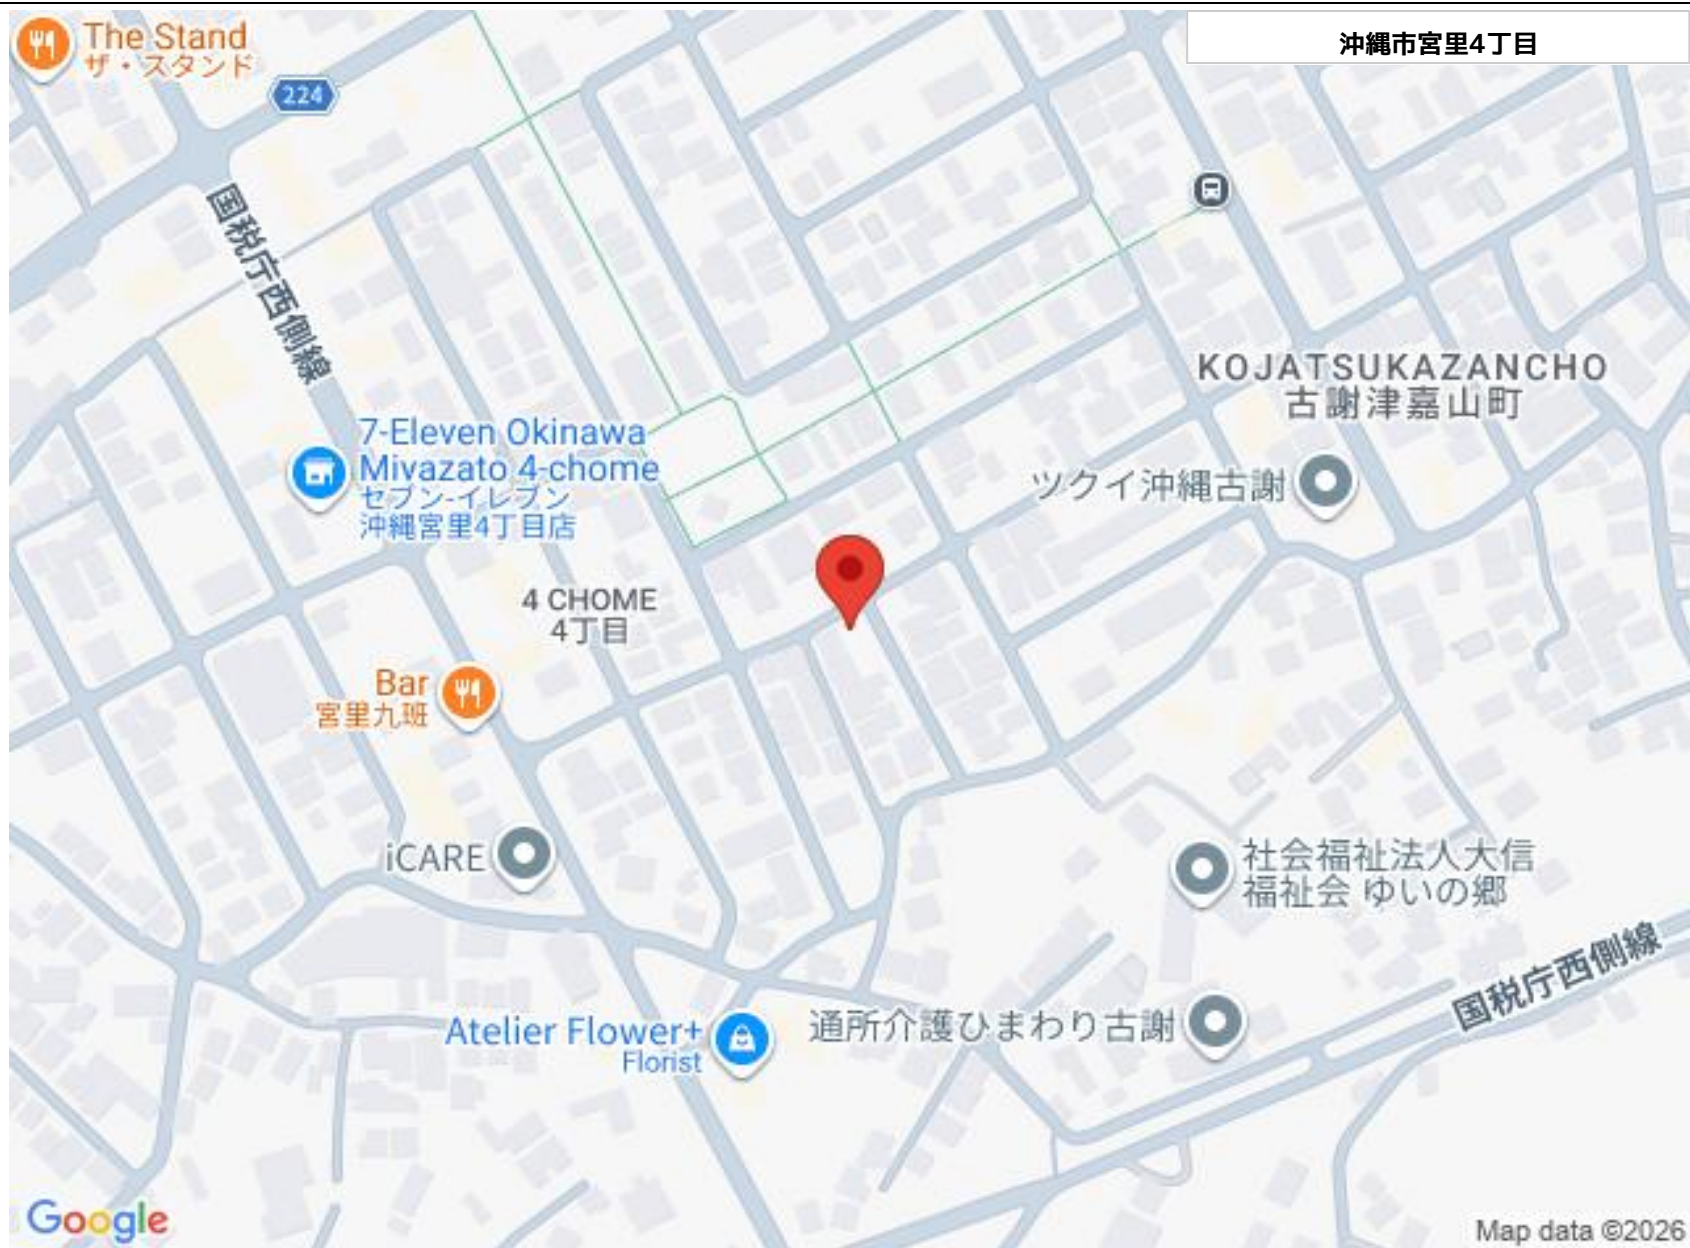 The Stand
ザ・スタンド
沖縄市宮里4丁目
224
国税庁西側線
KOJATSUKAZANCHO
古謝津嘉山町
7-Eleven Okinawa
Miyazato 4-chome
セブン-イレブン
沖縄宮里4丁目店
ツクイ沖縄古謝
4 CHOME
4丁目
Bar
宮里九班
iCARE
社会福祉法人大信
福祉会 ゆいの郷
国税庁西側線
Atelier Flower+
Florist
通所介護ひまわり古謝
Google
Map data ©2026